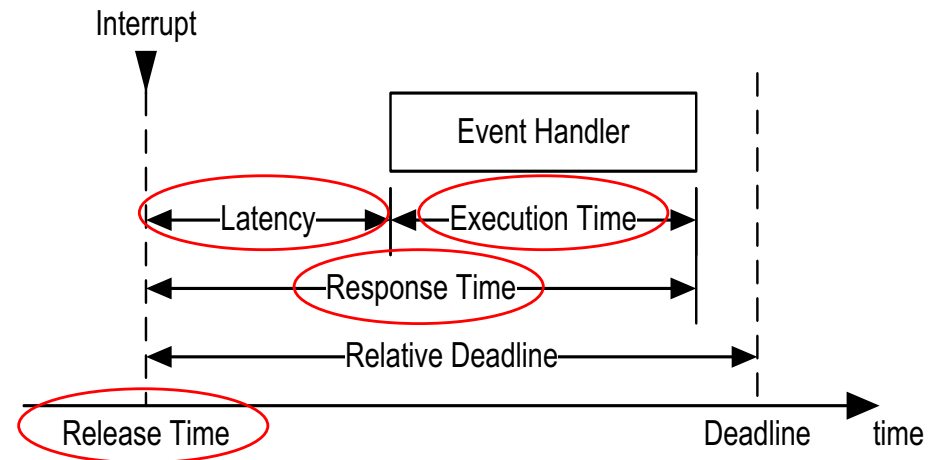 Interrupt
Event Handler
Latency
Execution Time
Response Time
Relative Deadline
Release Time
Deadline
time